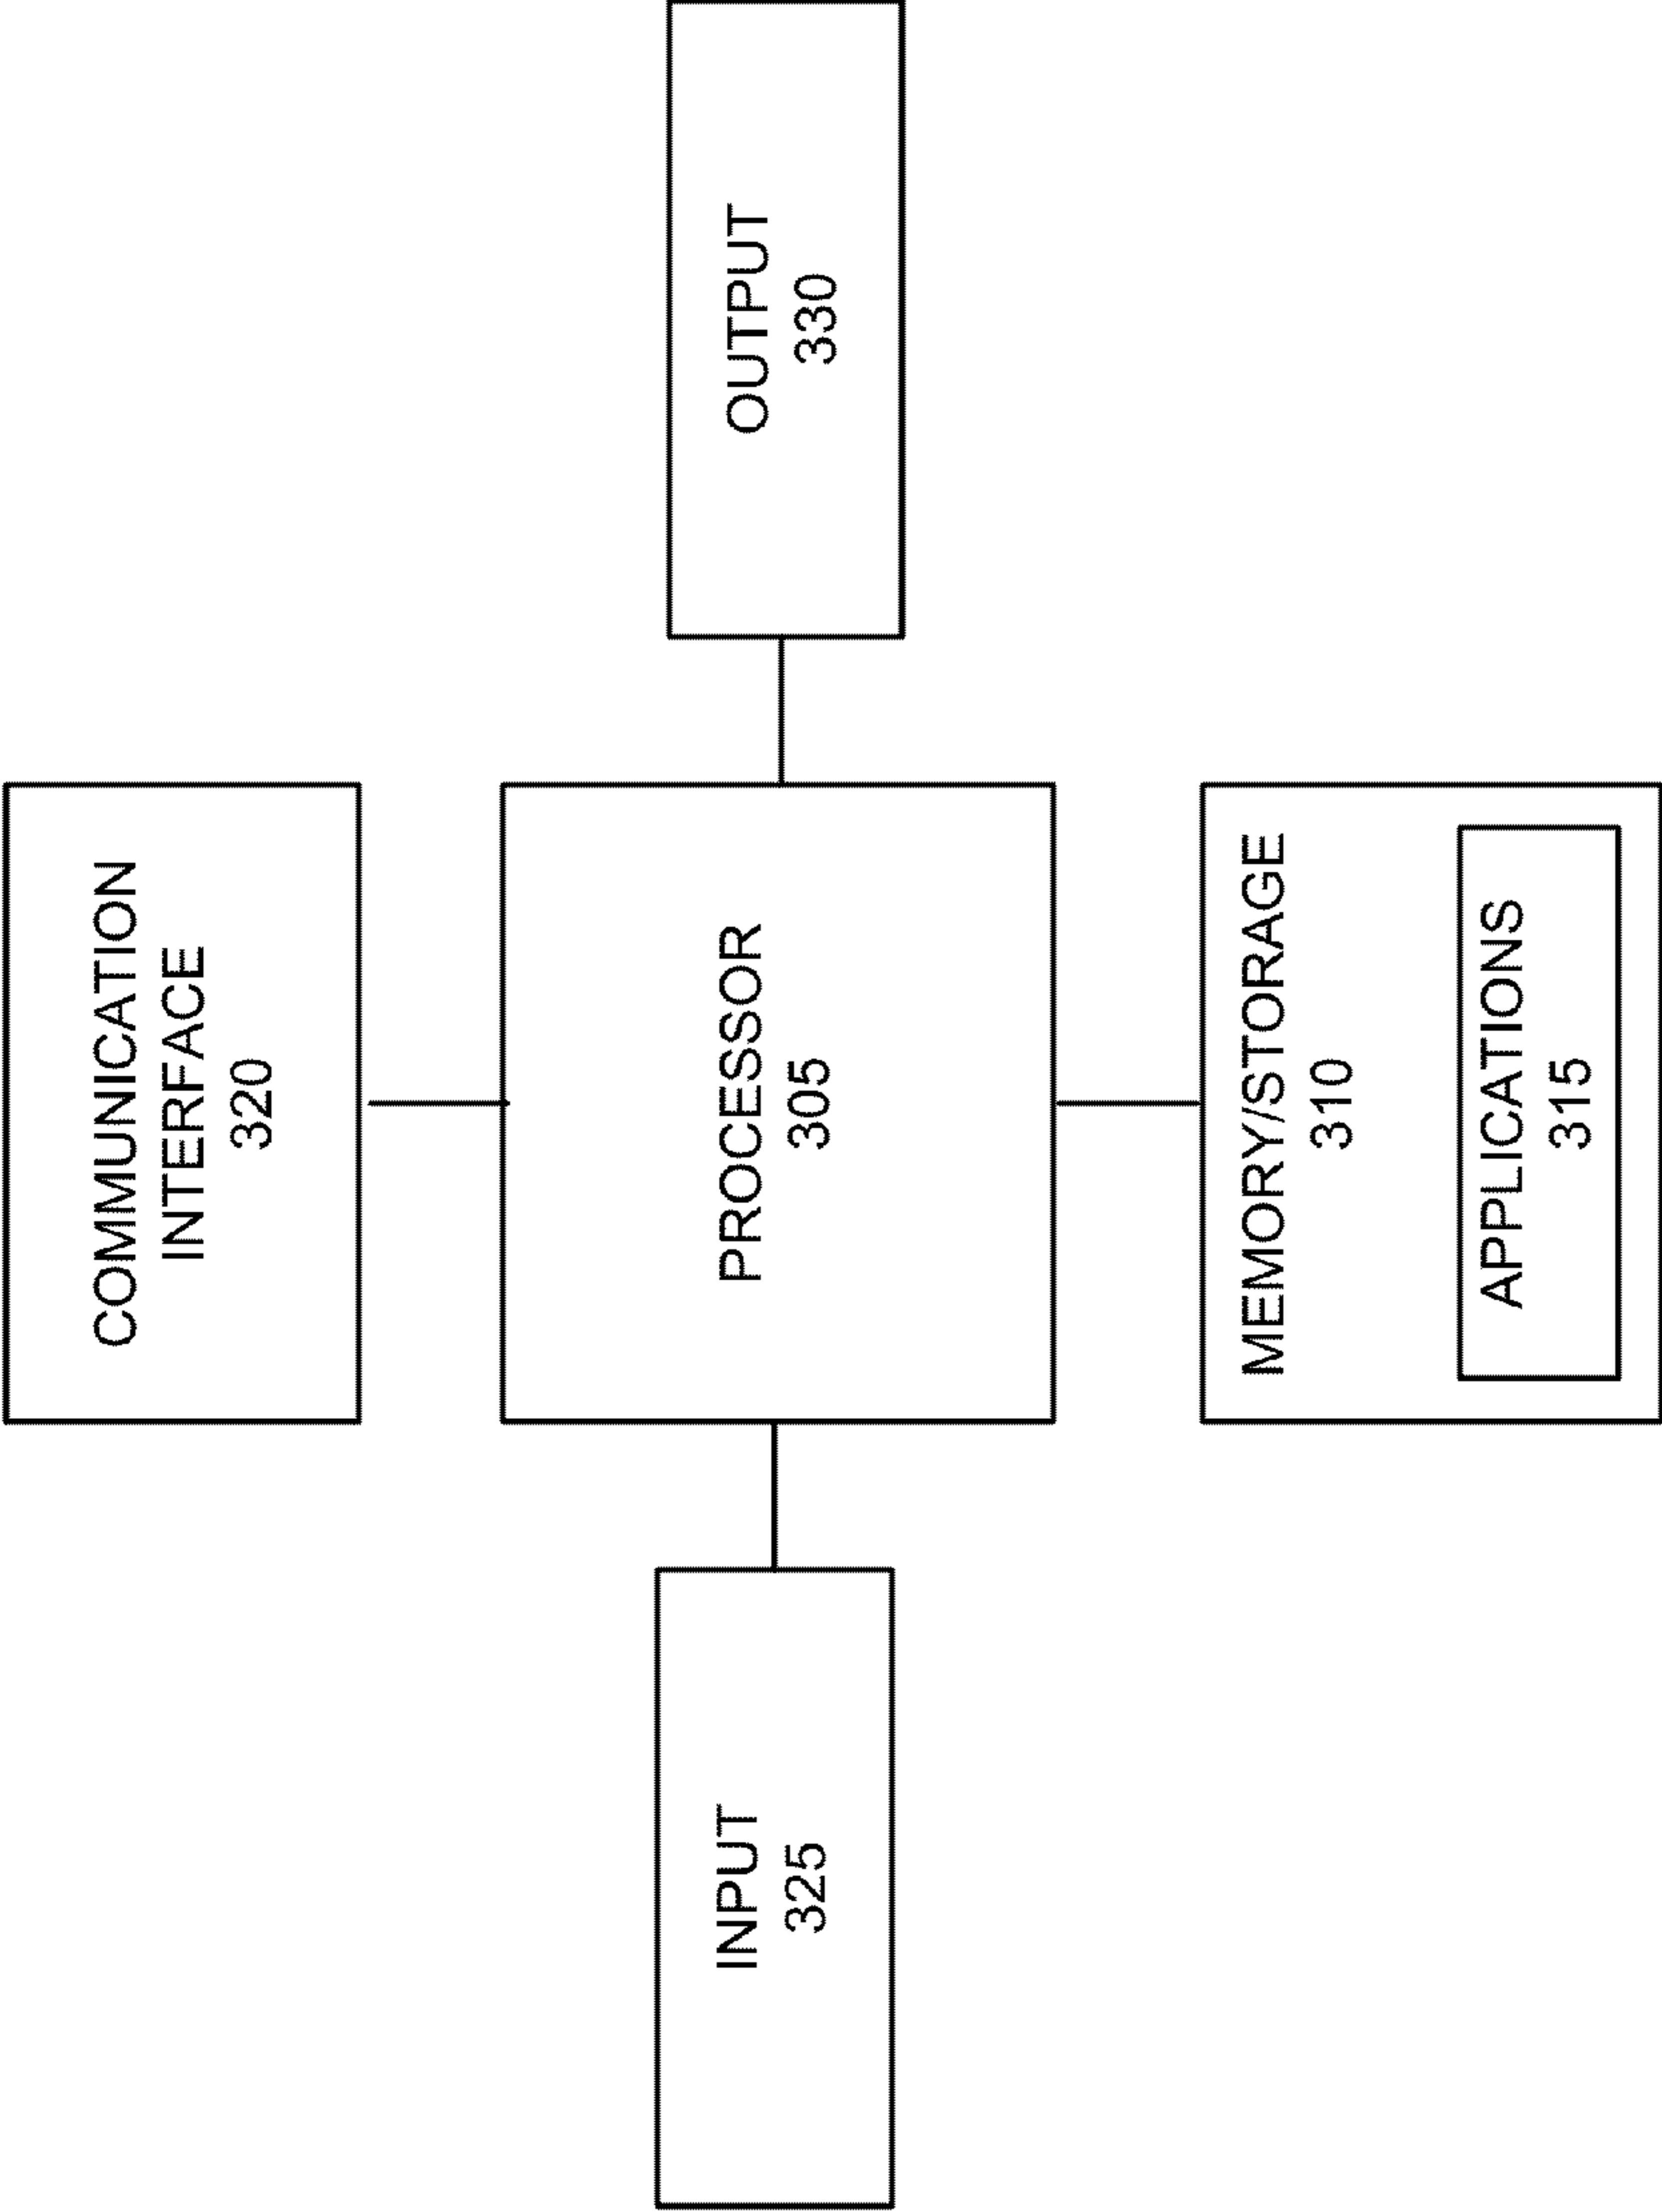 COMMUNICATION
INTERFACE
320
INPUT
325
PROCESSOR
305
OUTPUT
330
MEMORY/STORAGE
310
APPLICATIONS
315